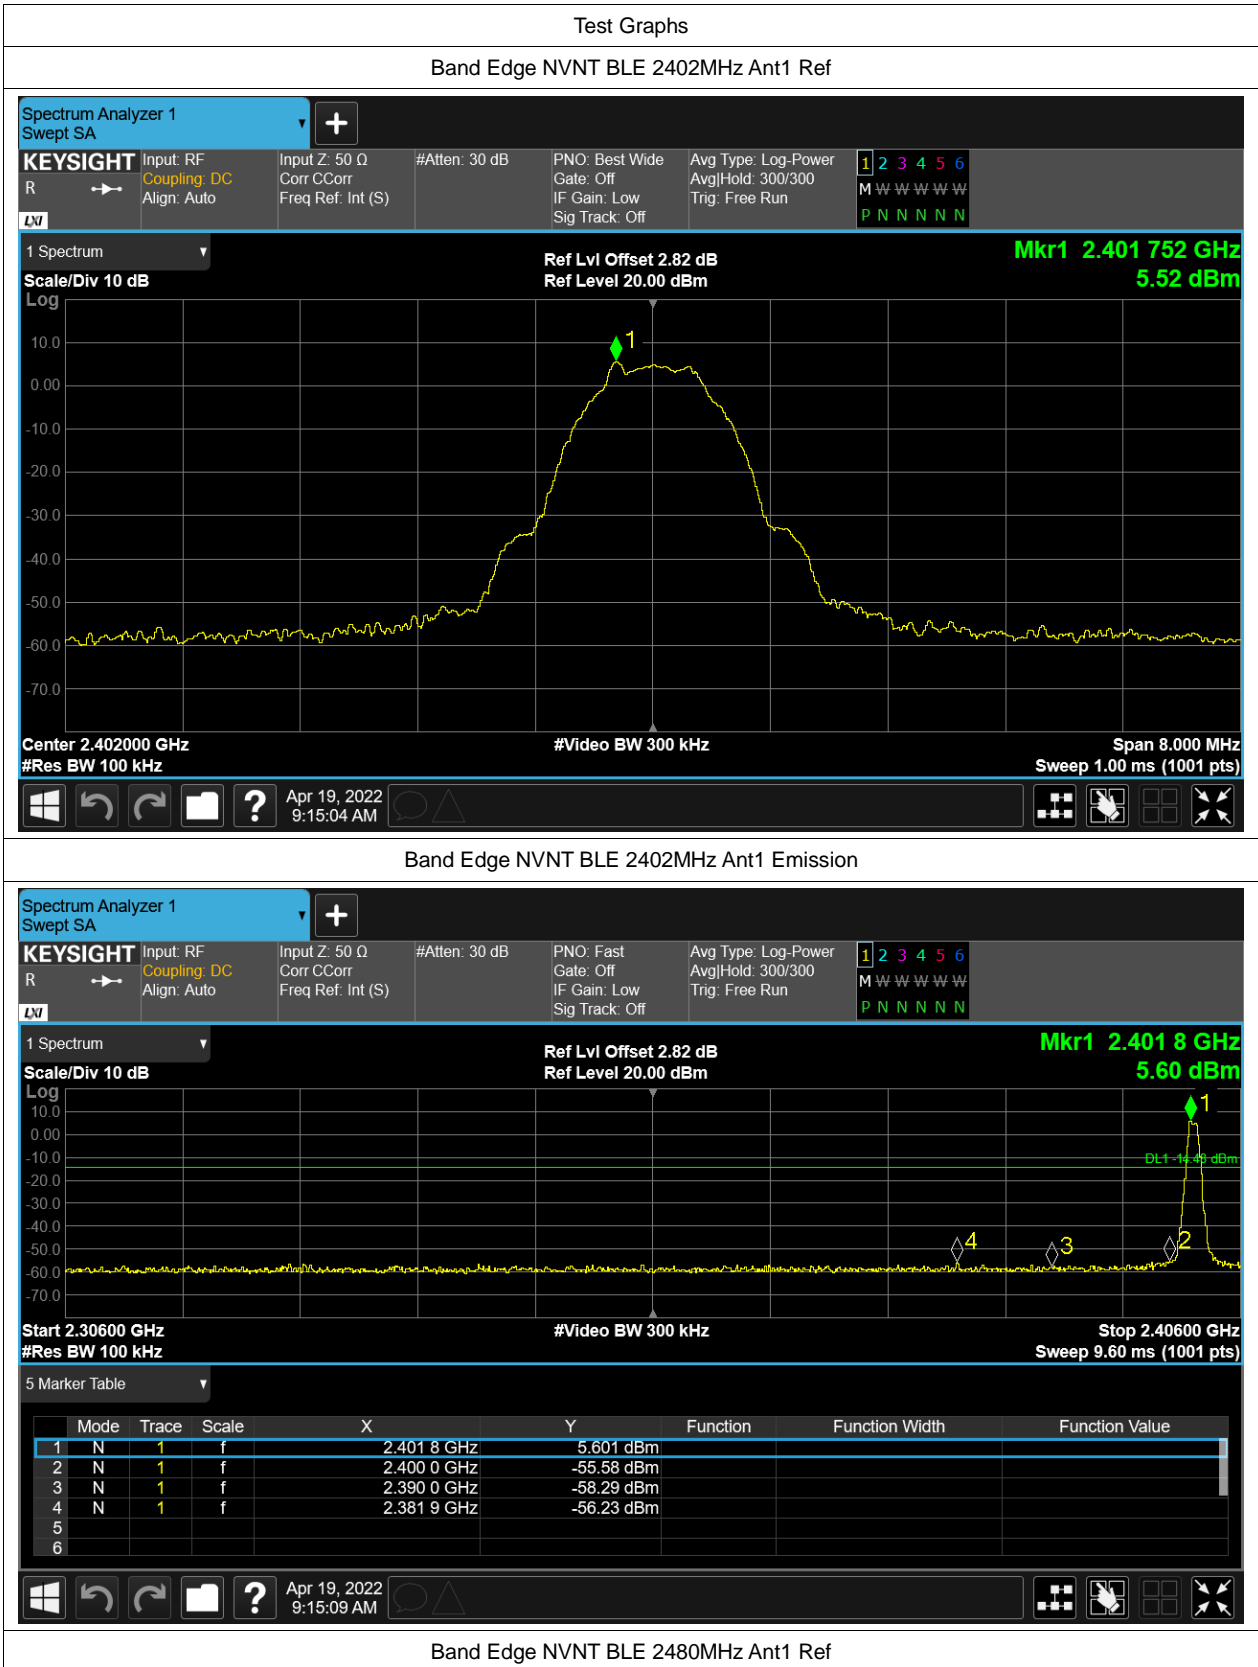 Test Graphs
Band Edge NVNT BLE 2402MHz Ant1 Ref
Spectrum Analyzer 1
Swept SA
KEYSIGHT
R
LXI
Input: RF
Coupling: DC
Align: Auto
Input Z: 50 Ω
Corr CCorr
Freq Ref: Int (S)
#Atten: 30 dB
PNO: Best Wide
Gate: Off
IF Gain: Low
Sig Track: Off
Avg Type: Log-Power
Avg|Hold: 300/300
Trig: Free Run
1 2 3 4 5 6
M W W W W W
P N N N N N
1 Spectrum
Scale/Div 10 dB
Ref Lvl Offset 2.82 dB
Ref Level 20.00 dBm
Mkr1 2.401 752 GHz
5.52 dBm
Log
1
10.0
0.00
-10.0
-20.0
-30.0
-40.0
-50.0
-60.0
-70.0
Center 2.402000 GHz
#Video BW 300 kHz
Span 8.000 MHz
#Res BW 100 kHz
Sweep 1.00 ms (1001 pts)
?
Apr 19, 2022
9:15:04 AM
Band Edge NVNT BLE 2402MHz Ant1 Emission
Spectrum Analyzer 1
Swept SA
KEYSIGHT
R
LXI
Input: RF
Coupling: DC
Align: Auto
Input Z: 50 Ω
Corr CCorr
Freq Ref: Int (S)
#Atten: 30 dB
PNO: Fast
Gate: Off
IF Gain: Low
Sig Track: Off
Avg Type: Log-Power
Avg|Hold: 300/300
Trig: Free Run
1 2 3 4 5 6
M W W W W W
P N N N N N
1 Spectrum
Scale/Div 10 dB
Ref Lvl Offset 2.82 dB
Ref Level 20.00 dBm
Mkr1 2.401 8 GHz
5.60 dBm
Log
10.0
0.00
-10.0
-20.0
-30.0
-40.0
-50.0
-60.0
-70.0
1
DL1 -14.48 dBm
4
3
2
Start 2.30600 GHz
#Video BW 300 kHz
Stop 2.40600 GHz
#Res BW 100 kHz
Sweep 9.60 ms (1001 pts)
5 Marker Table
Mode Trace Scale X Y Function Function Width Function Value
1 N 1 f 2.401 8 GHz 5.601 dBm
2 N 1 f 2.400 0 GHz -55.58 dBm
3 N 1 f 2.390 0 GHz -58.29 dBm
4 N 1 f 2.381 9 GHz -56.23 dBm
5
6
?
Apr 19, 2022
9:15:09 AM
Band Edge NVNT BLE 2480MHz Ant1 Ref